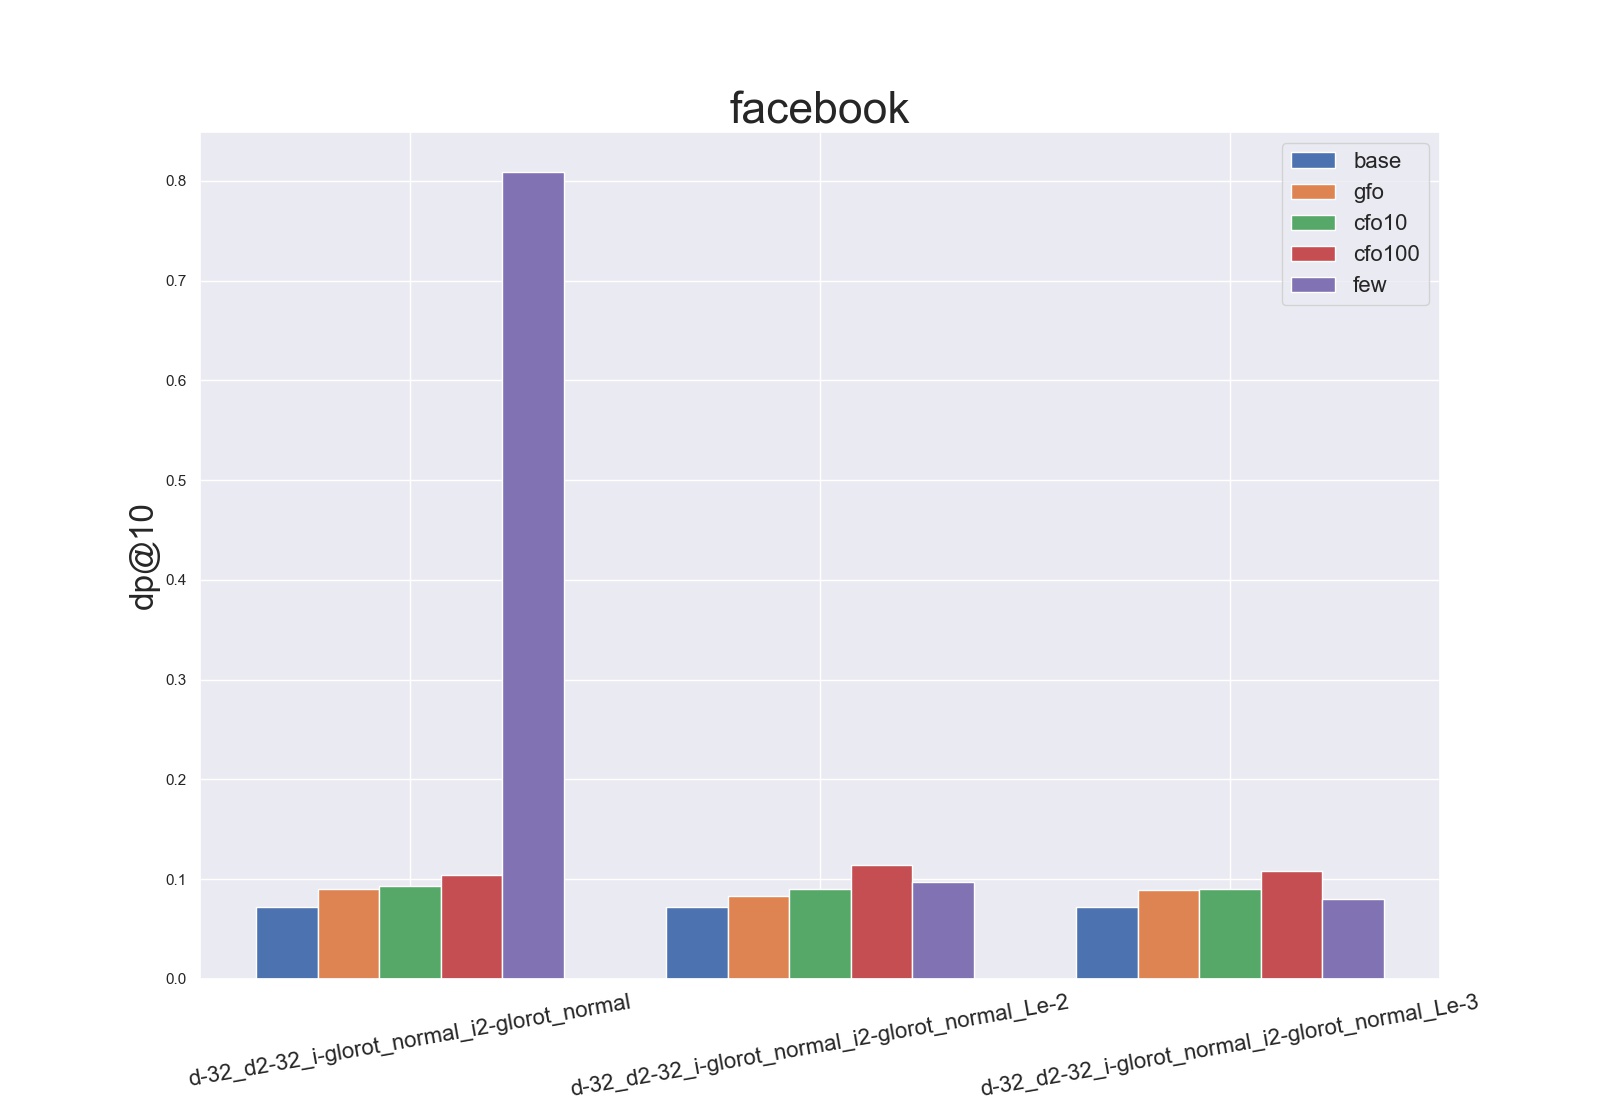 facebook
base
gfo
cfo10
cfo100
few
dp@10
0.8
0.7
0.6
0.5
0.4
0.3
0.2
0.1
0.0
d-32_d2-32_i-glorot_normal_i2-glorot_normal
d-32_d2-32_i-glorot_normal_i2-glorot_normal_Le-2
d-32_d2-32_i-glorot_normal_i2-glorot_normal_Le-3